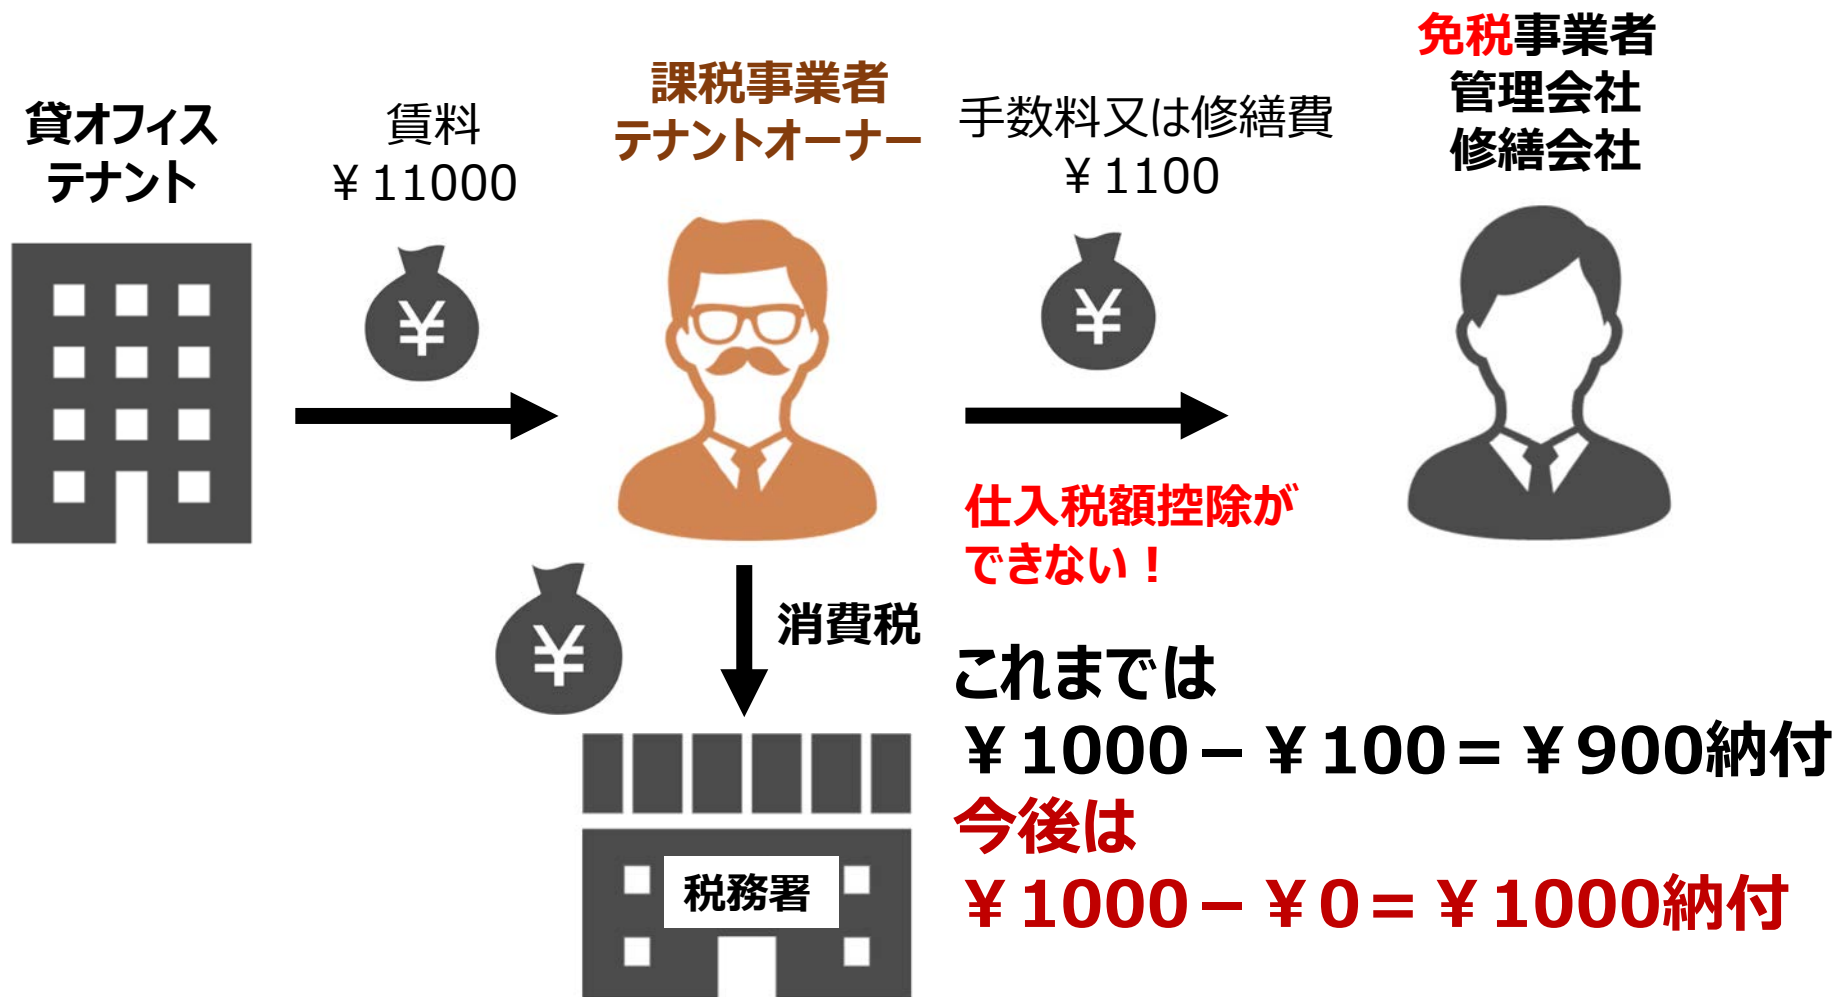 貸オフィス
テナント
賃料
￥11000
課税事業者
テナントオーナー
手数料又は修繕費
￥1100
免税事業者
管理会社
修繕会社
¥
¥
仕入税額控除が
できない！
¥
消費税
税務署
これまでは
￥1000－￥100＝￥900納付
今後は
￥1000－￥0＝￥1000納付